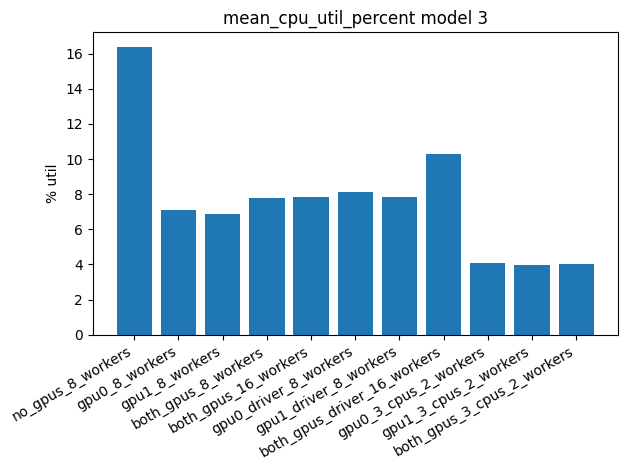 mean_cpu_util_percent model 3
% util
16
14
12
10
8
6
4
2
0
no_gpus_8_workers
gpu0_8_workers
gpu1_8_workers
both_gpus_8_workers
both_gpus_16_workers
gpu0_driver_8_workers
gpu1_driver_8_workers
both_gpus_driver_16_workers
gpu0_3_cpus_2_workers
gpu1_3_cpus_2_workers
both_gpus_3_cpus_2_workers